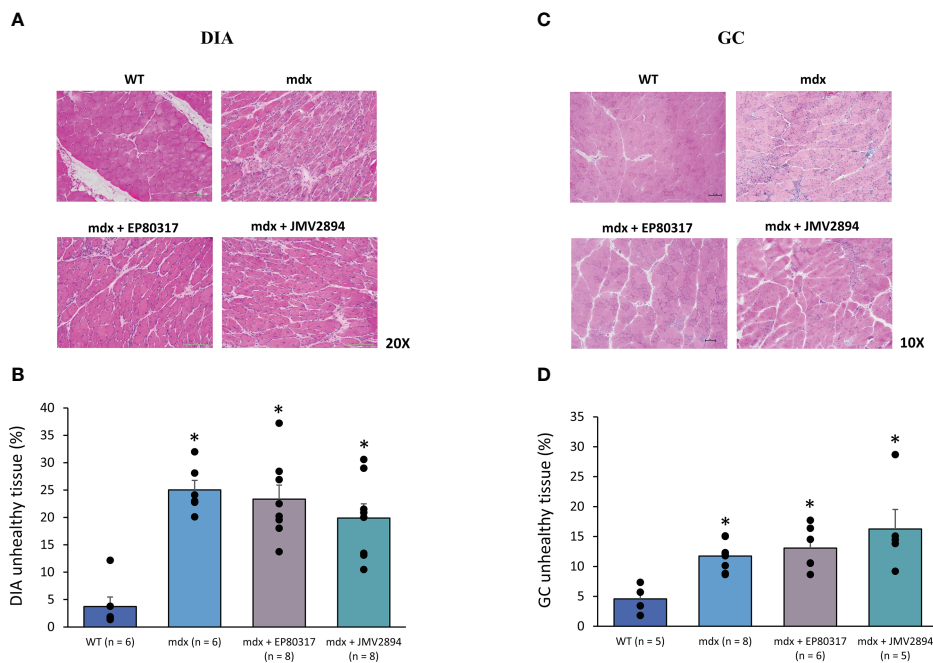 A
DIA
WT
mdx
mdx + EP80317
mdx + JMV2894
20X
B
DIA unhealthy tissue (%)
40
35
30
25
20
15
10
5
0
*
*
*
WT (n = 6)
mdx (n = 6)
mdx + EP80317
(n = 8)
mdx + JMV2894
(n = 8)
C
GC
WT
mdx
mdx + EP80317
mdx + JMV2894
10X
D
GC unhealthy tissue (%)
35
30
25
20
15
10
5
0
*
*
*
WT (n = 5)
mdx (n = 8)
mdx + EP80317
(n = 6)
mdx + JMV2894
(n = 5)